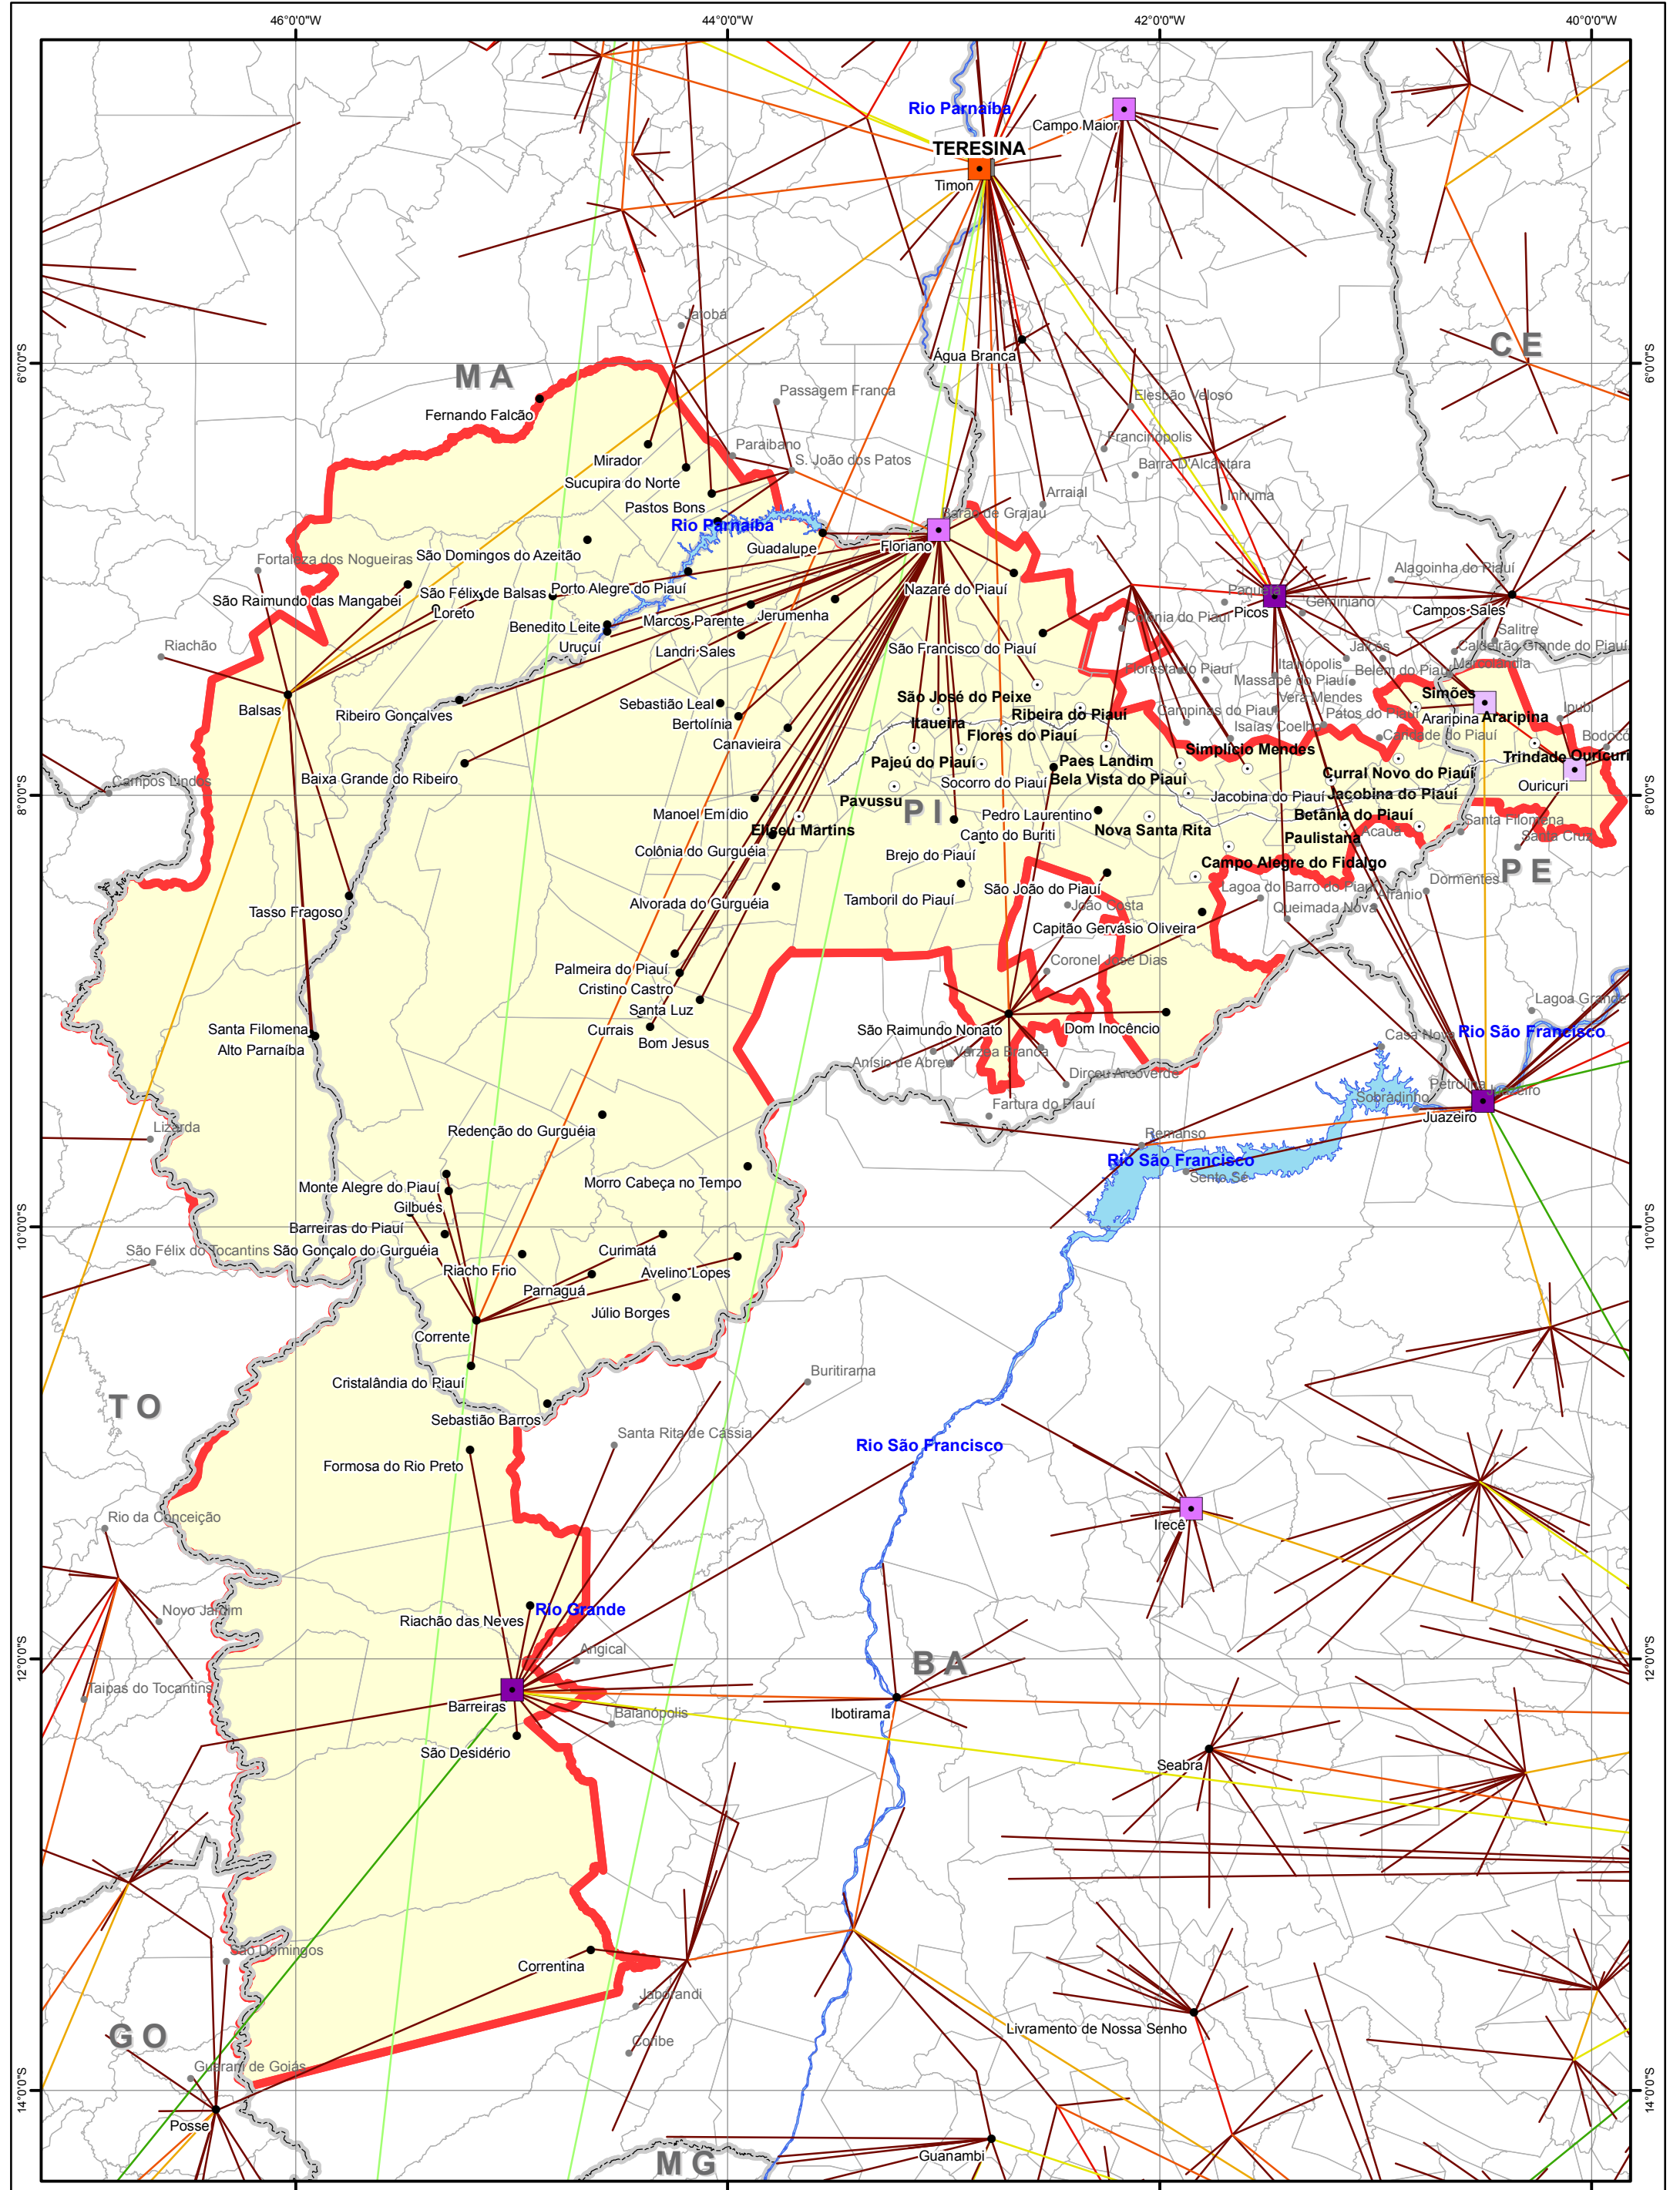 46°0'0"W
44°0'0"W
42°0'0"W
40°0'0"W
Rio Parnaíba
Campo Maior
TERESINA
Timon
Jatobá
Água Branca
C E
6°0'0"S
6°0'0"S
M A
Passagem Franca
Elesbão Veloso
Fernando Falcão
Francinópolis
Paraibano
Mirador
S. João dos Patos
Barra D'Alcântara
Sucupira do Norte
Arraial
Inhuma
Pastos Bons
Barão de Grajaú
Rio Parnaíba
Guadalupe
Floriano
São Domingos do Azeitão
Fortaleza dos Nogueiras
Alagoinha do Piauí
Nazaré do Piauí
Porto Alegre do Piauí
São Félix de Balsas
São Raimundo das Mangabei
Loreto
Paquetá
Geminiano
Picos
Campos Sales
Jerumenha
Marcos Parente
Colônia do Piauí
Benedito Leite
Salitre
Riachão
Uruçuí
Landri Sales
São Francisco do Piauí
Jaicós
Caldeirão Grande do Piauí
Marcolândia
Itainópolis
Floresta do Piauí
Belém do Piauí
Massapê do Piauí
Simões
São José do Peixe
Vera Mendes
Sebastião Leal
Balsas
Ribeiro Gonçalves
Bertolínia
Itaueira
Ribeira do Piauí
Campinas do Piauí
Patos do Piauí
Araripina
Araripina
Ipubi
Isaías Coelho
Flores do Piauí
Caridade do Piauí
Bodocó
Canavieira
Simplício Mendes
Trindade
Ouricuri
Pajeú do Piauí
Paes Landim
Baixa Grande do Ribeiro
Socorro do Piauí
Bela Vista do Piauí
Curral Novo do Piauí
Campos Lindos
Ouricuri
8°0'0"S
8°0'0"S
Pavussu
Jacobina do Piauí
Jacobina do Piauí
P I
Manoel Emídio
Pedro Laurentino
Betânia do Piauí
Santa Filomena
Eliseu Martins
Canto do Buriti
Nova Santa Rita
Acauã
Paulistana
Santa Cruz
Colônia do Gurguéia
Brejo do Piauí
Campo Alegre do Fidalgo
P E
Dormentes
São João do Piauí
Lagoa do Barro do Piauí
Afrânio
Alvorada do Gurguéia
Tamboril do Piauí
João Costa
Queimada Nova
Tasso Fragoso
Capitão Gervásio Oliveira
Coronel José Dias
Palmeira do Piauí
Cristino Castro
Lagoa Grande
Santa Luz
Santa Filomena
Currais
São Raimundo Nonato
Dom Inocêncio
Rio São Francisco
Casa Nova
Bom Jesus
Alto Parnaíba
Várzea Branca
Anísio de Abreu
Dirceu Arcoverde
Petrolina
Juazeiro
Sobradinho
Fartura do Piauí
Juazeiro
Lizarda
Redenção do Gurguéia
Remanso
Rio São Francisco
Sento Sé
Morro Cabeça no Tempo
Monte Alegre do Piauí
Gilbués
10°0'0"S
10°0'0"S
Barreiras do Piauí
São Félix do Tocantins
São Gonçalo do Gurguéia
Curimatá
Riacho Frio
Avelino Lopes
Parnaguá
Júlio Borges
Corrente
Buritirama
Cristalândia do Piauí
T O
Sebastião Barros
Santa Rita de Cássia
Rio São Francisco
Formosa do Rio Preto
Rio da Conceição
Irecê
Novo Jardim
Rio Grande
Riachão das Neves
Angical
12°0'0"S
12°0'0"S
B A
Taipas do Tocantins
Barreiras
Baianópolis
Ibotirama
São Desidério
Seabra
São Domingos
Correntina
Jaborandi
Livramento de Nossa Senho
G O
Coribe
Guarani de Goiás
14°0'0"S
14°0'0"S
Posse
Guanambi
M G